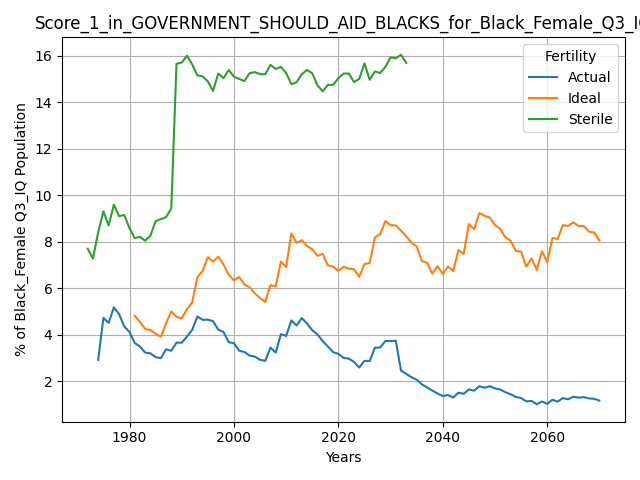 Score_1_in_GOVERNMENT_SHOULD_AID_BLACKS_for_Black_Female_Q3_IQ
% of Black_Female Q3_IQ Population
16
14
12
10
8
6
4
2
Fertility
Actual
Ideal
Sterile
1980 2000 2020 2040 2060
Years